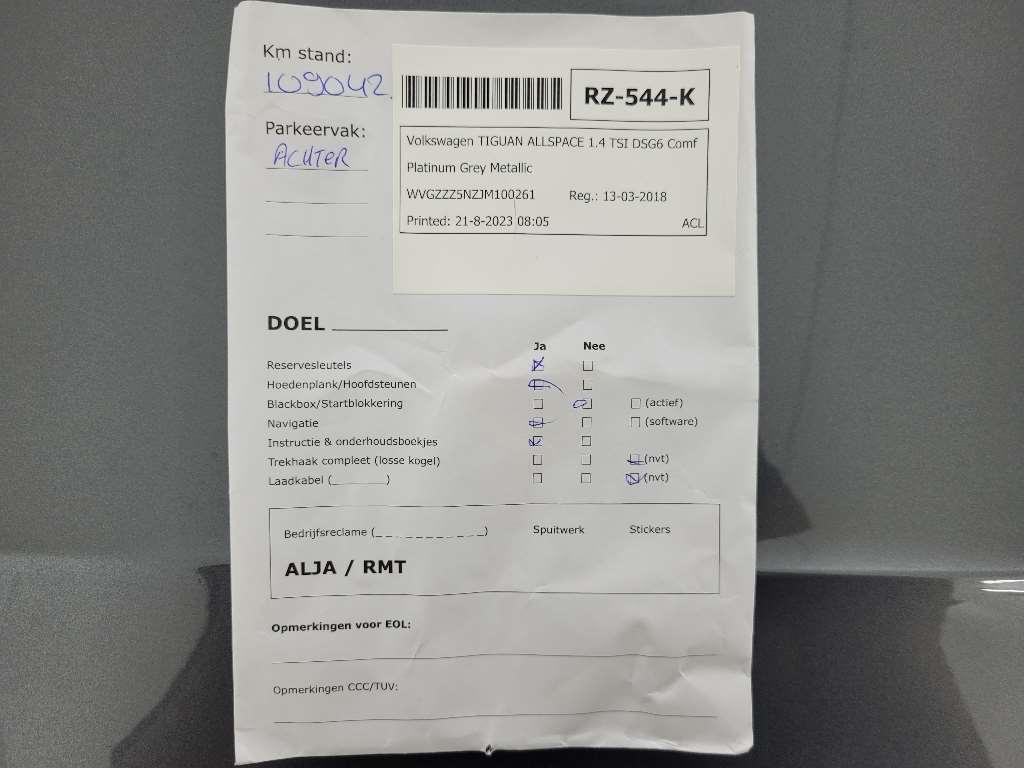 Km stand:
109042
Parkeervak:
ACHTER
RZ-544-K
Volkswagen TIGUAN ALLSPACE 1.4 TSI DSG6 Comf
Platinum Grey Metallic
WVGZZZ5NZJM100261 Reg.: 13-03-2018
Printed: 21-8-2023 08:05 ACL
DOEL ________
Ja Nee
Reservesleutels
Hoedenplank/Hoofdsteunen
Blackbox/Startblokkering (actief)
Navigatie (software)
Instructie & onderhoudsboekjes
Trekhaak compleet (losse kogel) (nvt)
Laadkabel (________) (nvt)
Bedrijfsreclame (____________) Spuitwerk Stickers
ALJA / RMT
Opmerkingen voor EOL:
Opmerkingen CCC/TUV: